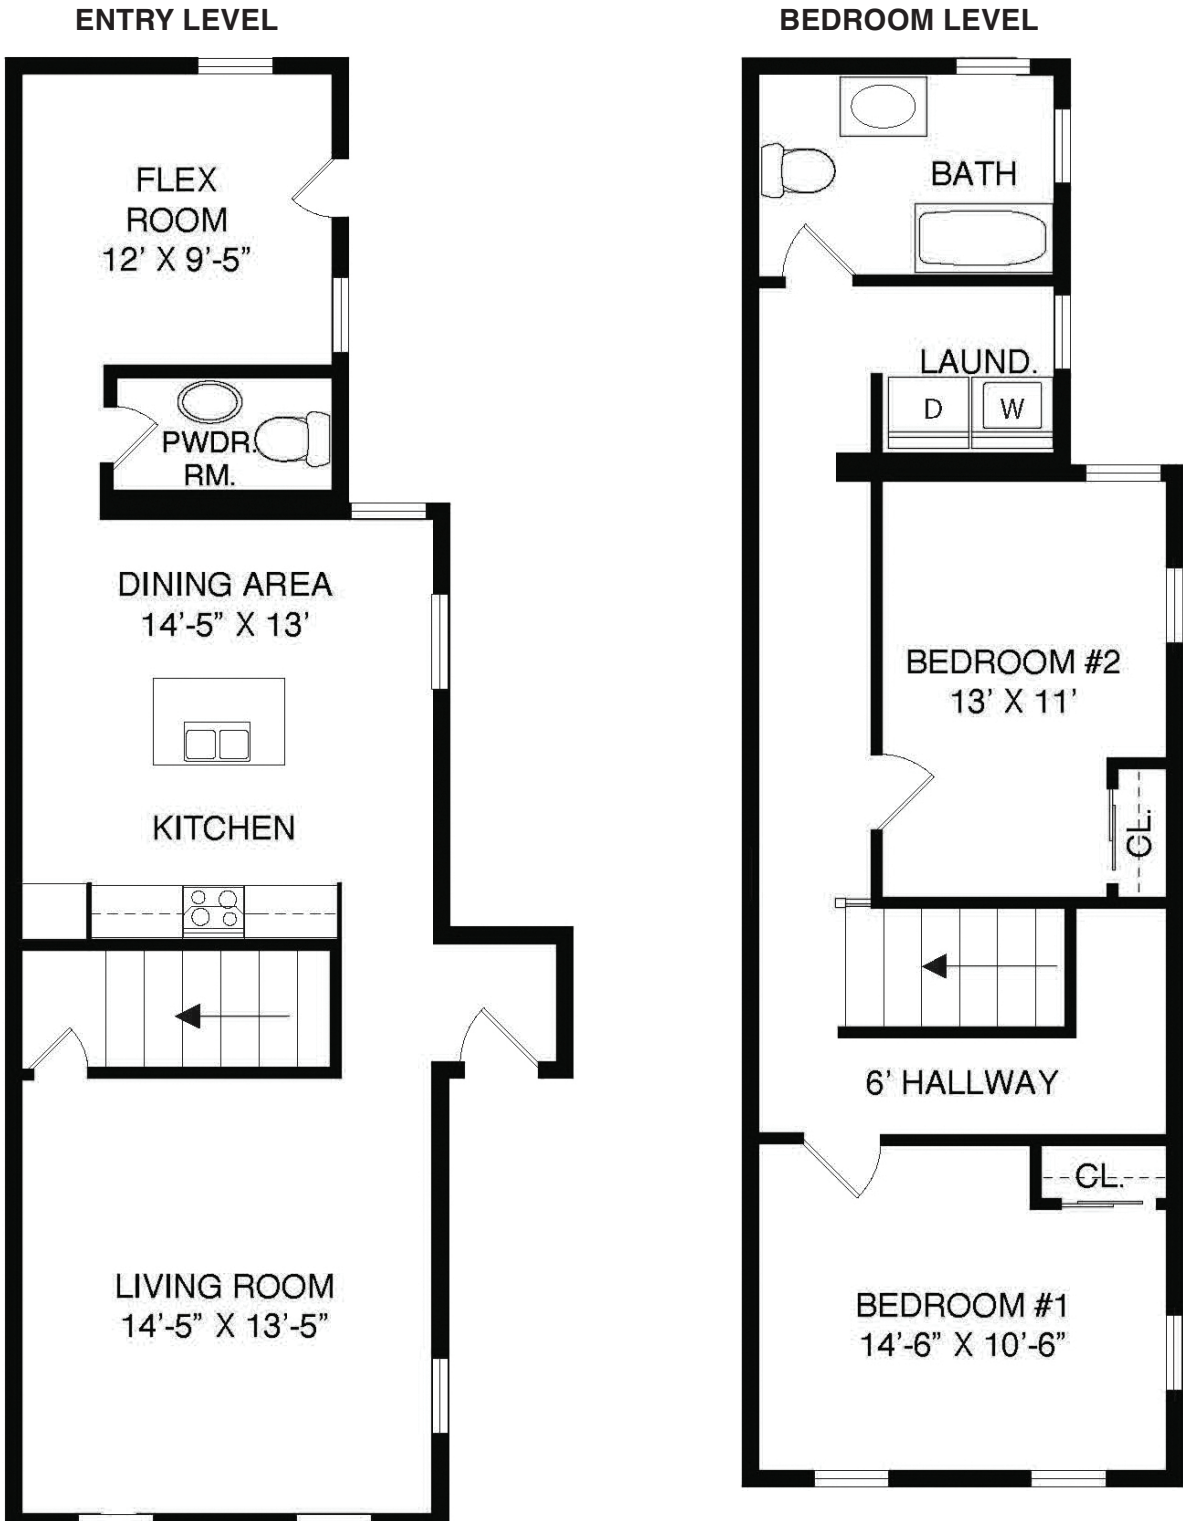 ENTRY LEVEL
FLEX
ROOM
12' X 9'-5”
PWDR.
RM.
DINING AREA
14'-5” X 13'
KITCHEN
LIVING ROOM
14'-5” X 13'-5”
BEDROOM LEVEL
BATH
LAUND.
D W
BEDROOM #2
13' X 11'
CL.
6' HALLWAY
CL.
BEDROOM #1
14'-6” X 10'-6”